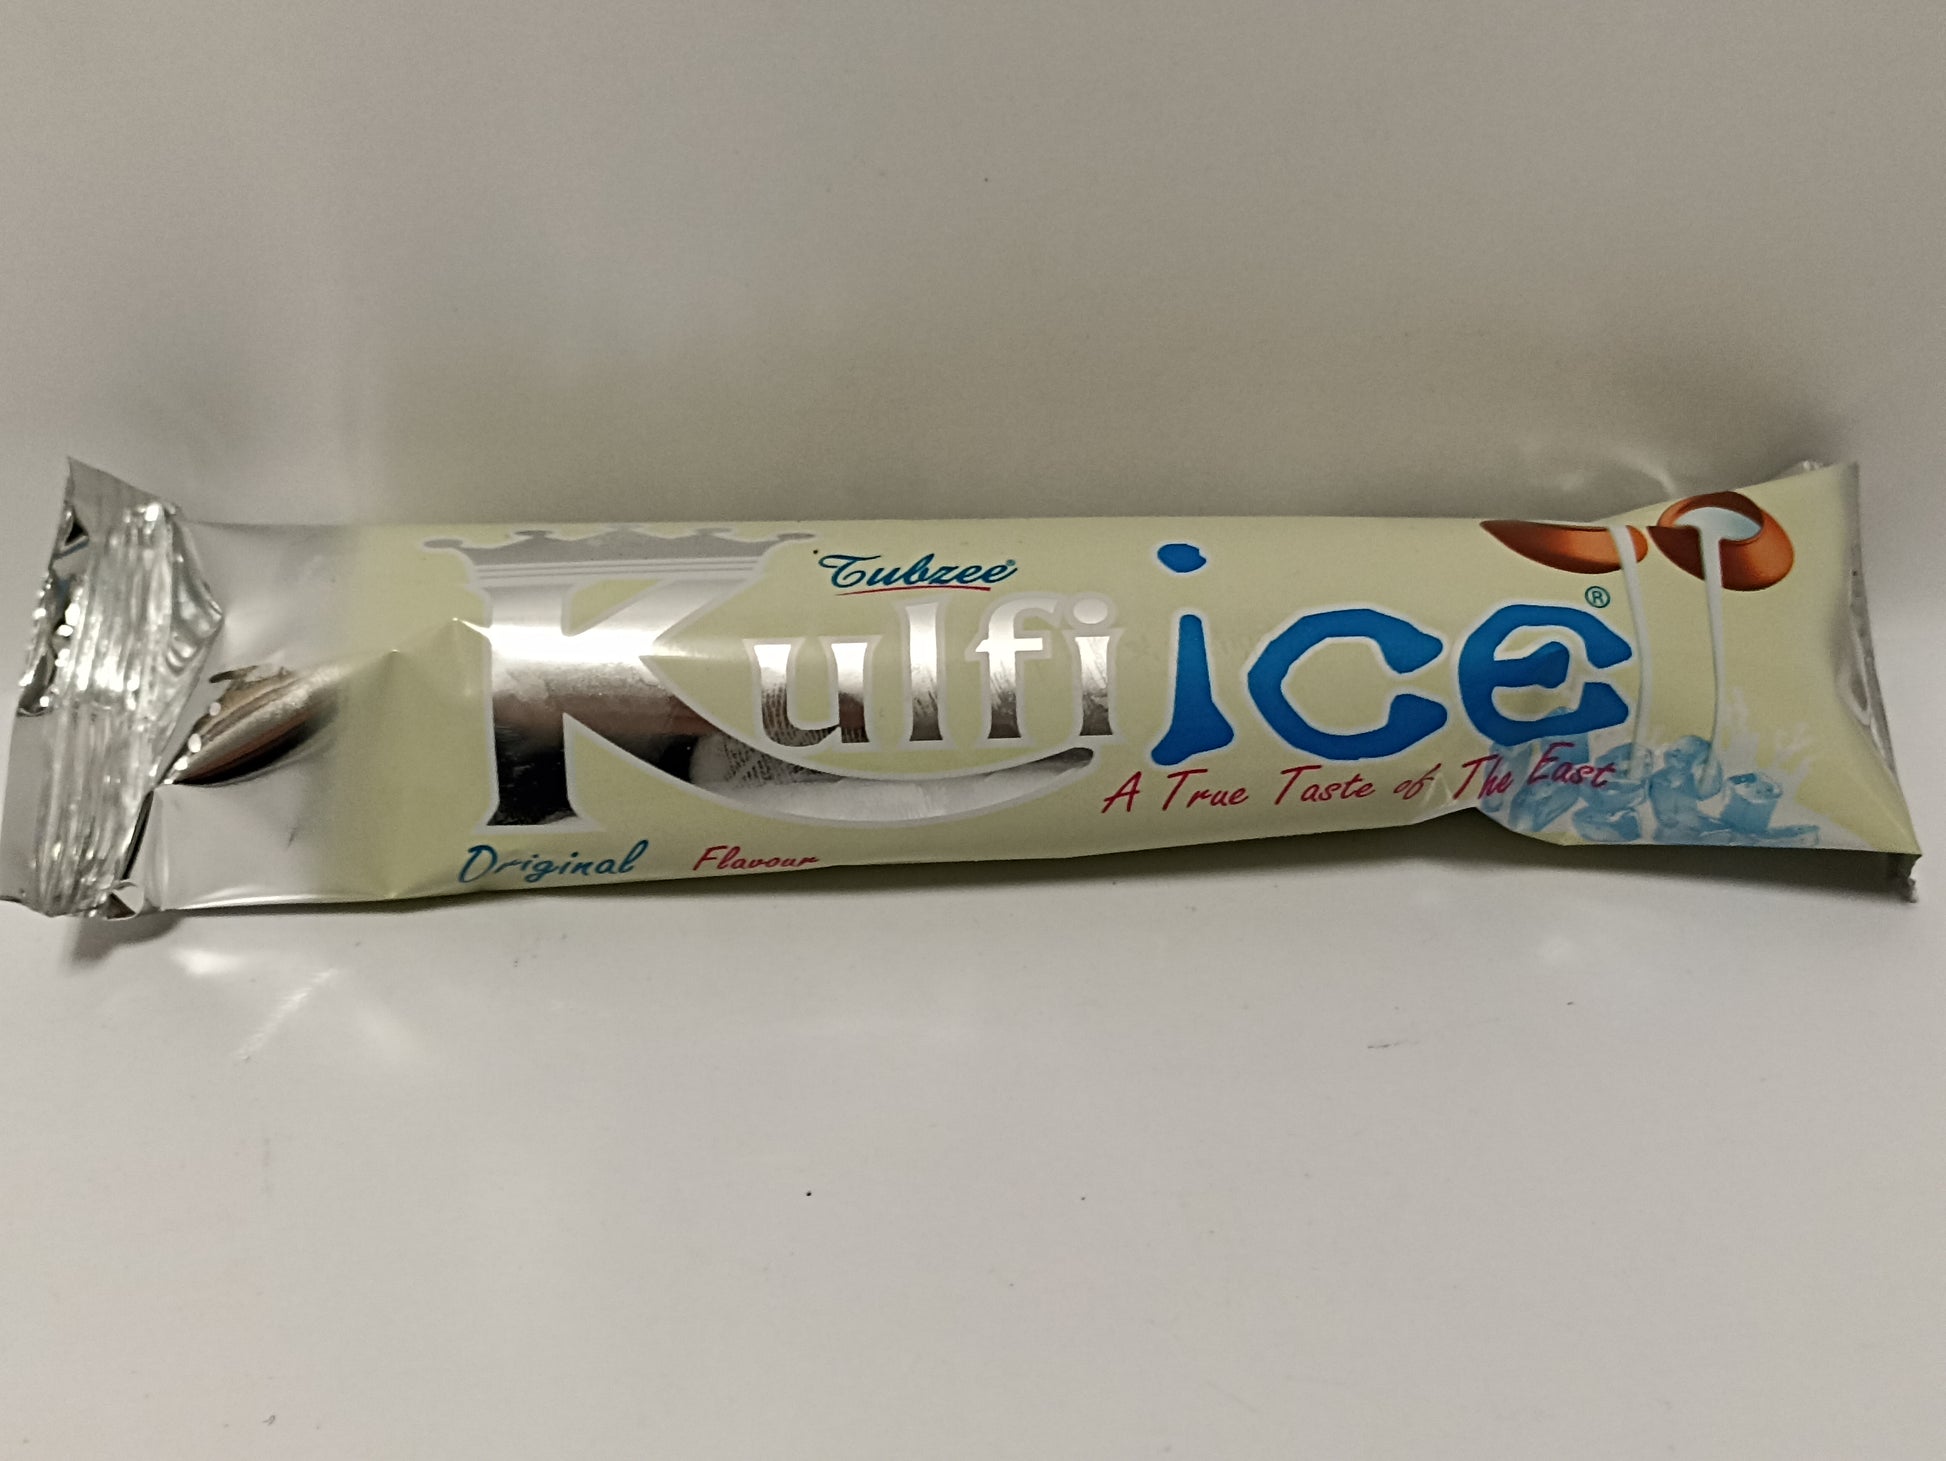 Tubzee®
Kulfi ice®
A True Taste of The East
Original Flavour